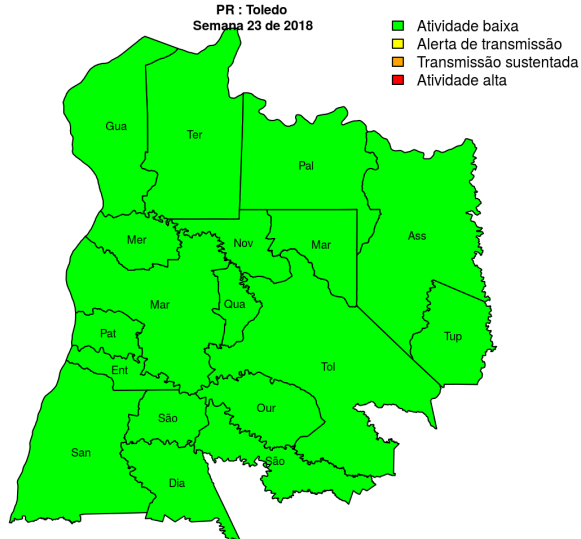 PR : Toledo
Semana 23 de 2018
Atividade baixa
Alerta de transmissão
Transmissão sustentada
Atividade alta
Gua
Ter
Pal
Mer
Nov
Mar
Ass
Mar
Qua
Pat
Tup
Ent
Tol
São
Our
San
São
Dia